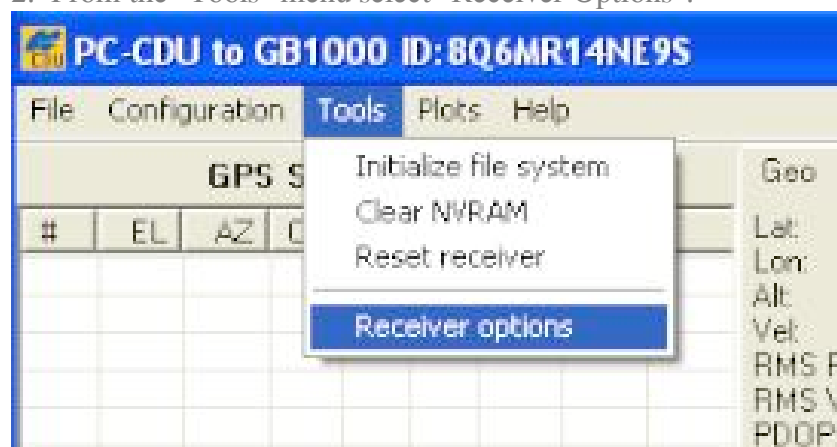 2. From the "Tools" menu select "Receiver Options".
PC-CDU to GB1000 ID:8Q6MR14NE9S
File Configuration Tools Plots Help
GPS S
Initialize file system
Clear NVRAM
Reset receiver
Receiver options
# EL AZ C
Geo
Lat:
Lon:
Alt:
Vel:
RMS P
RMS V
PDOP